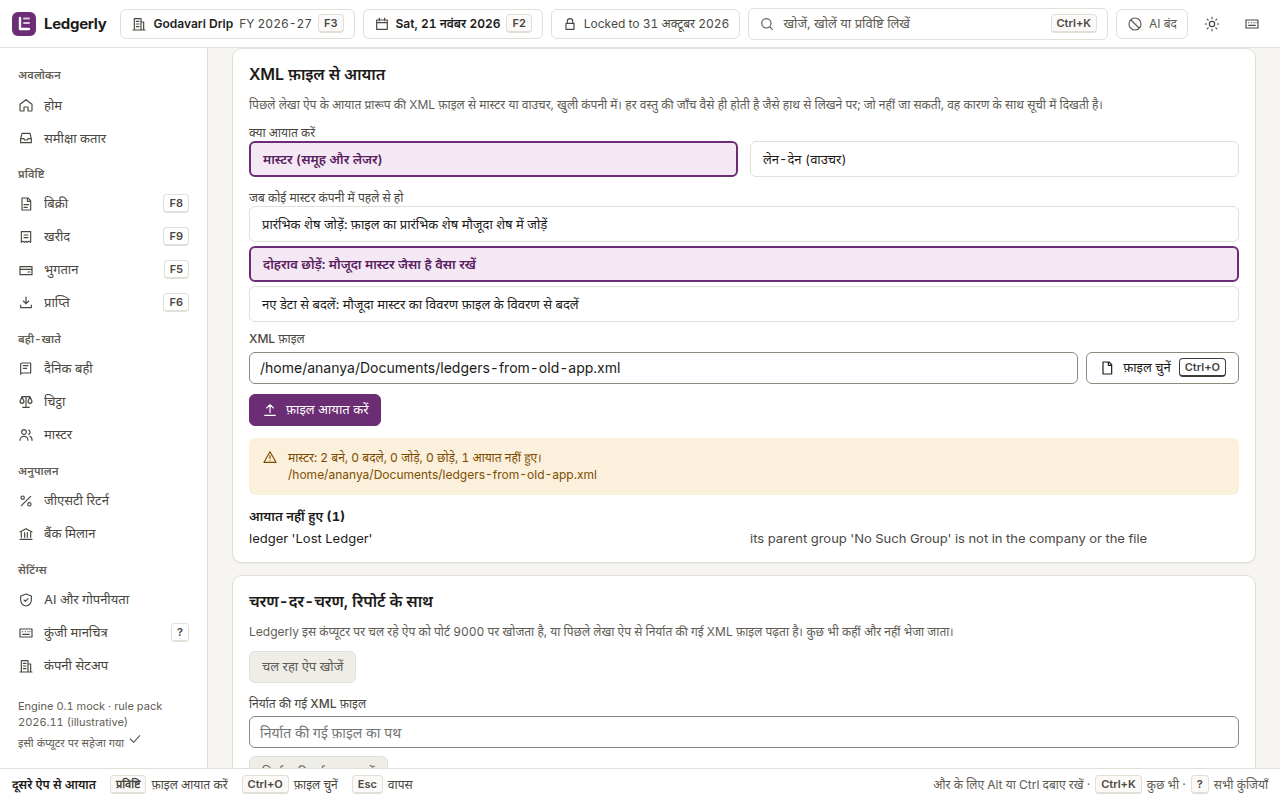 Ledgerly
Godavari Drip FY 2026-27 F3
Sat, 21 नवंबर 2026 F2
Locked to 31 अक्टूबर 2026
खोजें, खोलें या प्रविष्टि लिखें Ctrl+K
AI बंद
अवलोकन
होम
समीक्षा कतार
प्रविष्टि
बिक्री F8
खरीद F9
भुगतान F5
प्राप्ति F6
बही-खाते
दैनिक बही
चिट्ठा
मास्टर
अनुपालन
जीएसटी रिटर्न
बैंक मिलान
सेटिंग्स
AI और गोपनीयता
कुंजी मानचित्र ?
कंपनी सेटअप
Engine 0.1 mock · rule pack
2026.11 (illustrative)
इसी कंप्यूटर पर सहेजा गया
XML फ़ाइल से आयात
पिछले लेखा ऐप के आयात प्रारूप की XML फ़ाइल से मास्टर या वाउचर, खुली कंपनी में। हर वस्तु की जाँच वैसे ही होती है जैसे हाथ से लिखने पर; जो नहीं जा सकती, वह कारण के साथ सूची में दिखती है।
क्या आयात करें
मास्टर (समूह और लेजर)
लेन-देन (वाउचर)
जब कोई मास्टर कंपनी में पहले से हो
प्रारंभिक शेष जोड़ें: फ़ाइल का प्रारंभिक शेष मौजूदा शेष में जोड़ें
दोहराव छोड़ें: मौजूदा मास्टर जैसा है वैसा रखें
नए डेटा से बदलें: मौजूदा मास्टर का विवरण फ़ाइल के विवरण से बदलें
XML फ़ाइल
/home/ananya/Documents/ledgers-from-old-app.xml
फ़ाइल चुनें Ctrl+O
फ़ाइल आयात करें
मास्टर: 2 बने, 0 बदले, 0 जोड़े, 0 छोड़े, 1 आयात नहीं हुए।
/home/ananya/Documents/ledgers-from-old-app.xml
आयात नहीं हुए (1)
ledger 'Lost Ledger' its parent group 'No Such Group' is not in the company or the file
चरण-दर-चरण, रिपोर्ट के साथ
Ledgerly इस कंप्यूटर पर चल रहे ऐप को पोर्ट 9000 पर खोजता है, या पिछले लेखा ऐप से निर्यात की गई XML फ़ाइल पढ़ता है। कुछ भी कहीं और नहीं भेजा जाता।
चल रहा ऐप खोजें
निर्यात की गई XML फ़ाइल
निर्यात की गई फ़ाइल का पथ
दूसरे ऐप से आयात प्रविष्टि फ़ाइल आयात करें Ctrl+O फ़ाइल चुनें Esc वापस
और के लिए Alt या Ctrl दबाए रखें · Ctrl+K कुछ भी · ? सभी कुंजियाँ